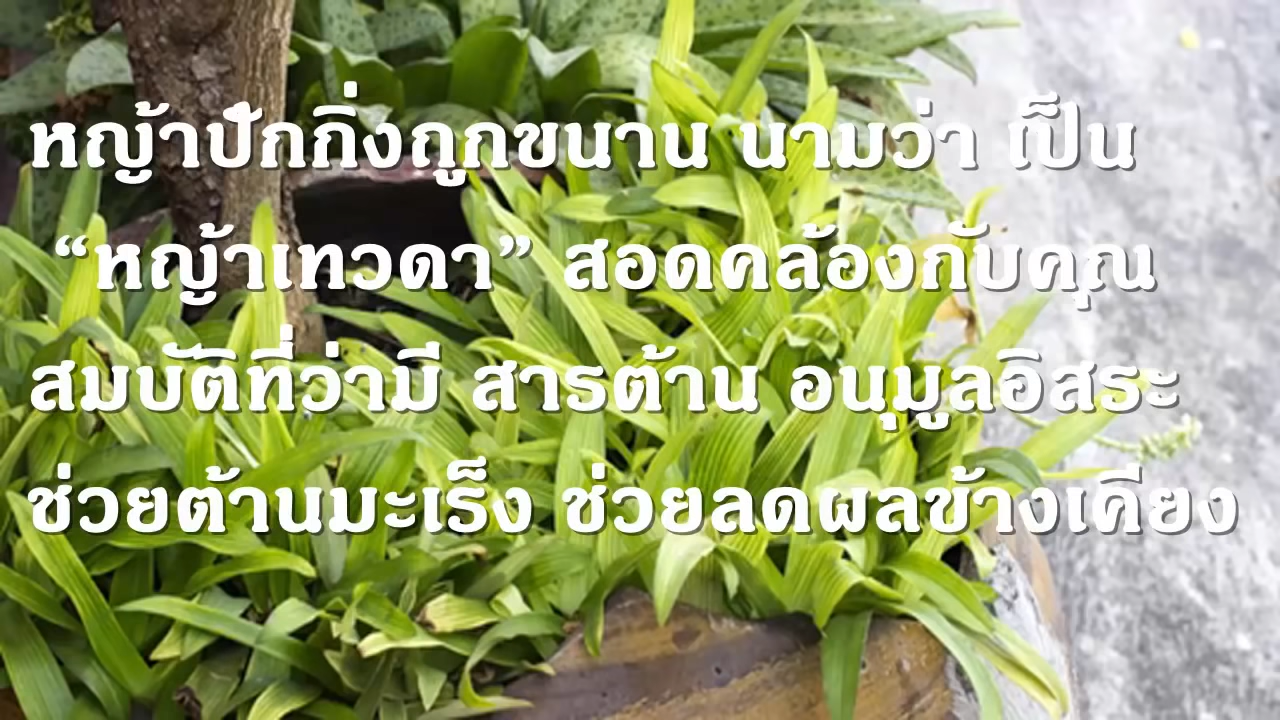 หญ้าปักกิ่งถูกขนาน นามว่า เป็น
“หญ้าเทวดา” สอดคล้องกับคุณ
สมบัติที่ว่ามี สารต้าน อนุมูลอิสระ
ช่วยต้านมะเร็ง ช่วยลดผลข้างเคียง